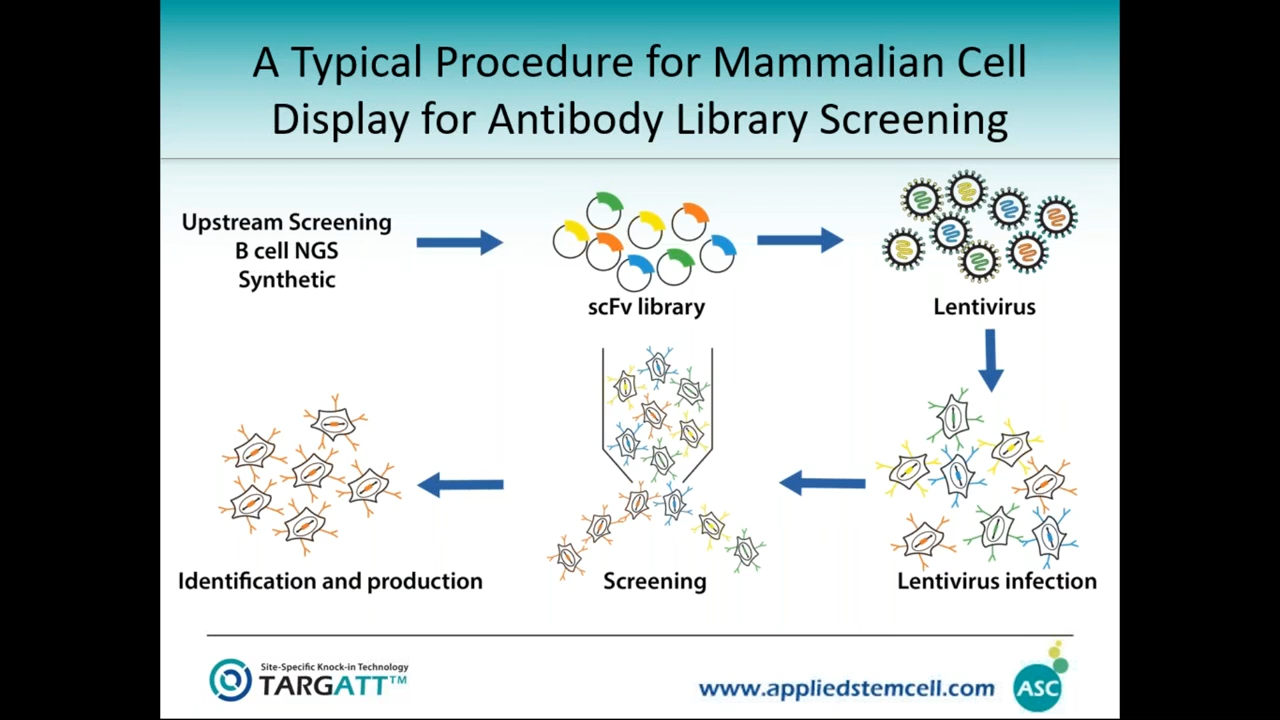 A Typical Procedure for Mammalian Cell
Display for Antibody Library Screening
Upstream Screening
B cell NGS
Synthetic
scFv library
Lentivirus
Identification and production
Screening
Lentivirus infection
Site-Specific Knock-in Technology
TARGATT™
www.appliedstemcell.com
ASC